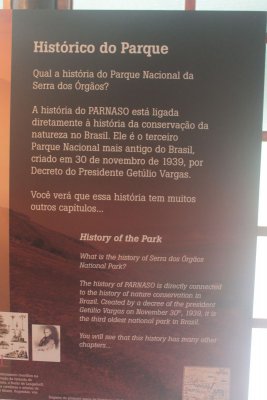 Histórico do Parque
Qual a história do Parque Nacional da
Serra dos Órgãos?
A história do PARNASO está ligada
diretamente à história da conservação da
natureza no Brasil. Ele é o terceiro
Parque Nacional mais antigo do Brasil,
criado em 30 de novembro de 1939, por
Decreto do Presidente Getúlio Vargas.
Você verá que essa história tem muitos
outros capítulos...
History of the Park
What is the history of Serra dos Órgãos
National Park?
The history of PARNASO is directly connected
to the history of nature conservation in
Brazil. Created by a decree of the president
Getúlio Vargas on November 30th, 1939, it is
the third oldest national park in Brazil.
You will see that this history has many other
chapters...